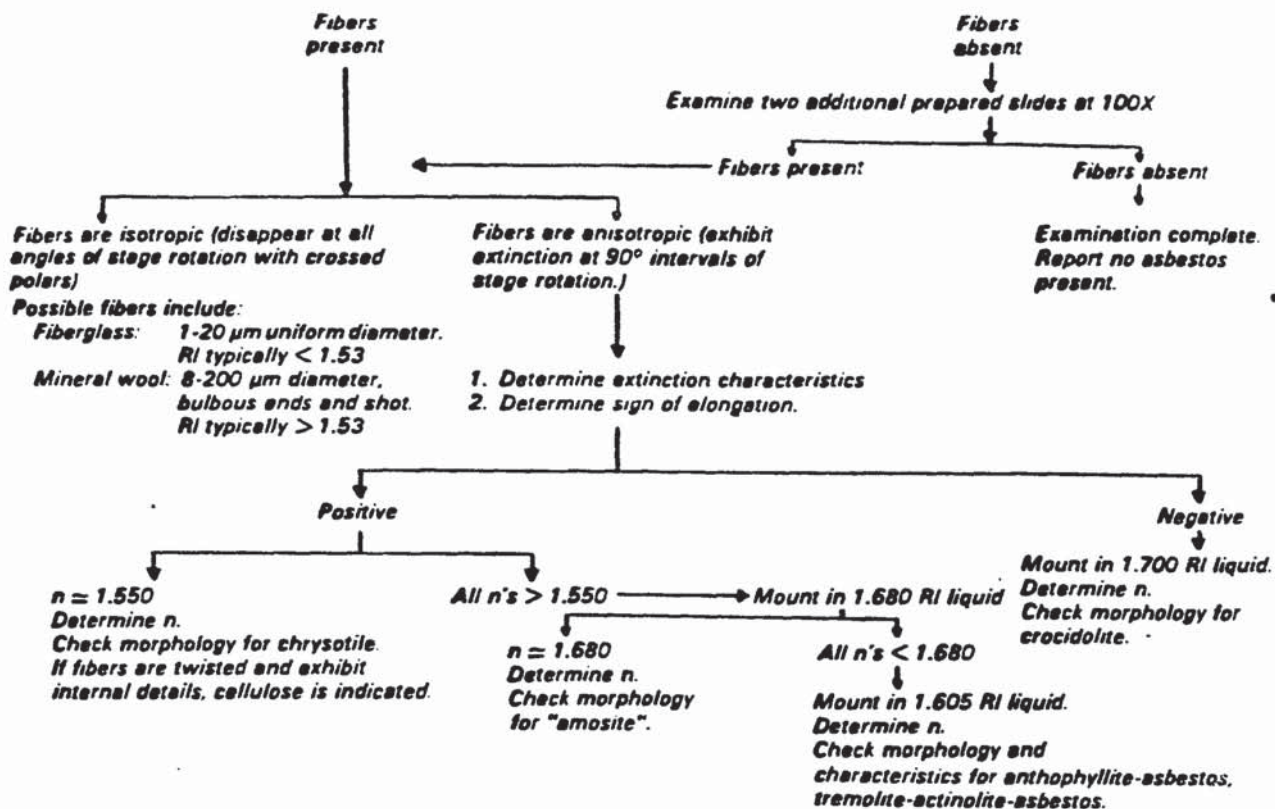 Fibers
present
Fibers
absent
Examine two additional prepared slides at 100X
Fibers present
Fibers absent
Fibers are isotropic (disappear at all
angles of stage rotation with crossed
polars)
Possible fibers include:
Fiberglass: 1-20 µm uniform diameter.
RI typically < 1.53
Mineral wool: 8-200 µm diameter,
bulbous ends and shot.
RI typically > 1.53
Fibers are anisotropic (exhibit
extinction at 90° intervals of
stage rotation.)
Examination complete.
Report no asbestos
present.
1. Determine extinction characteristics
2. Determine sign of elongation.
Positive
Negative
n ≃ 1.550
Determine n.
Check morphology for chrysotile.
If fibers are twisted and exhibit
internal details, cellulose is indicated.
All n's > 1.550
Mount in 1.680 RI liquid
Mount in 1.700 RI liquid.
Determine n.
Check morphology for
crocidolite.
n ≃ 1.680
Determine n.
Check morphology
for "amosite".
All n's < 1.680
Mount in 1.605 RI liquid.
Determine n.
Check morphology and
characteristics for anthophyllite-asbestos,
tremolite-actinolite-asbestos.